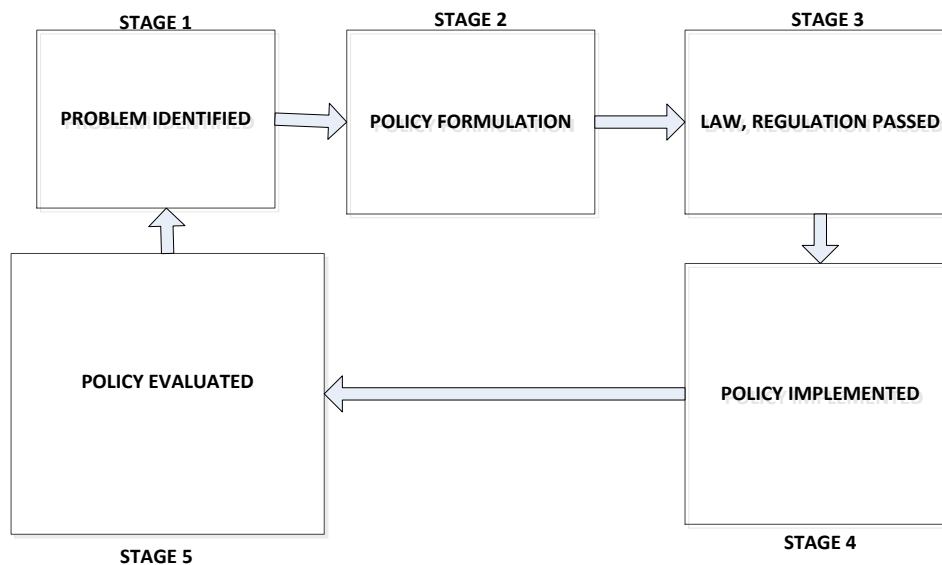 STAGE 1
STAGE 2
STAGE 3
PROBLEM IDENTIFIED
POLICY FORMULATION
LAW, REGULATION PASSED
POLICY EVALUATED
POLICY IMPLEMENTED
STAGE 5
STAGE 4